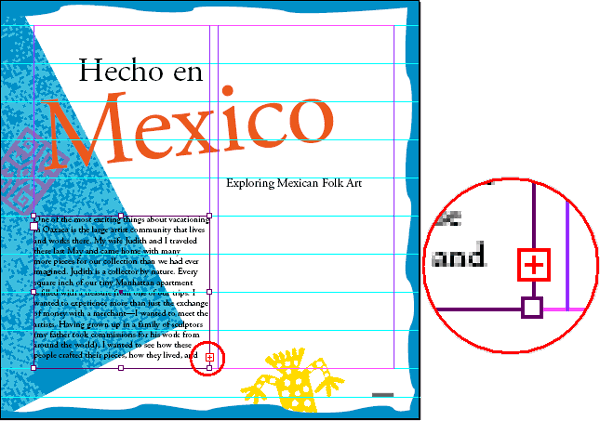 Hecho en
Mexico
Exploring Mexican Folk Art
One of the most exciting things about vacationing
in Oaxaca is the large artist community that lives
and works there. My wife Judith and I traveled
there last May and came home with many
more pieces for our collection than we had ever
imagined. Judith is a collector by nature. Every
square inch of our tiny Manhattan apartment
is filled with a treasure from one of our trips. I
wanted to experience more than just the exchange
of money with a merchant—I wanted to meet the
artists. Having grown up in a family of sculptors
(my father took commissions for his work from
around the world), I wanted to see how these
people crafted their pieces, how they lived, and
and